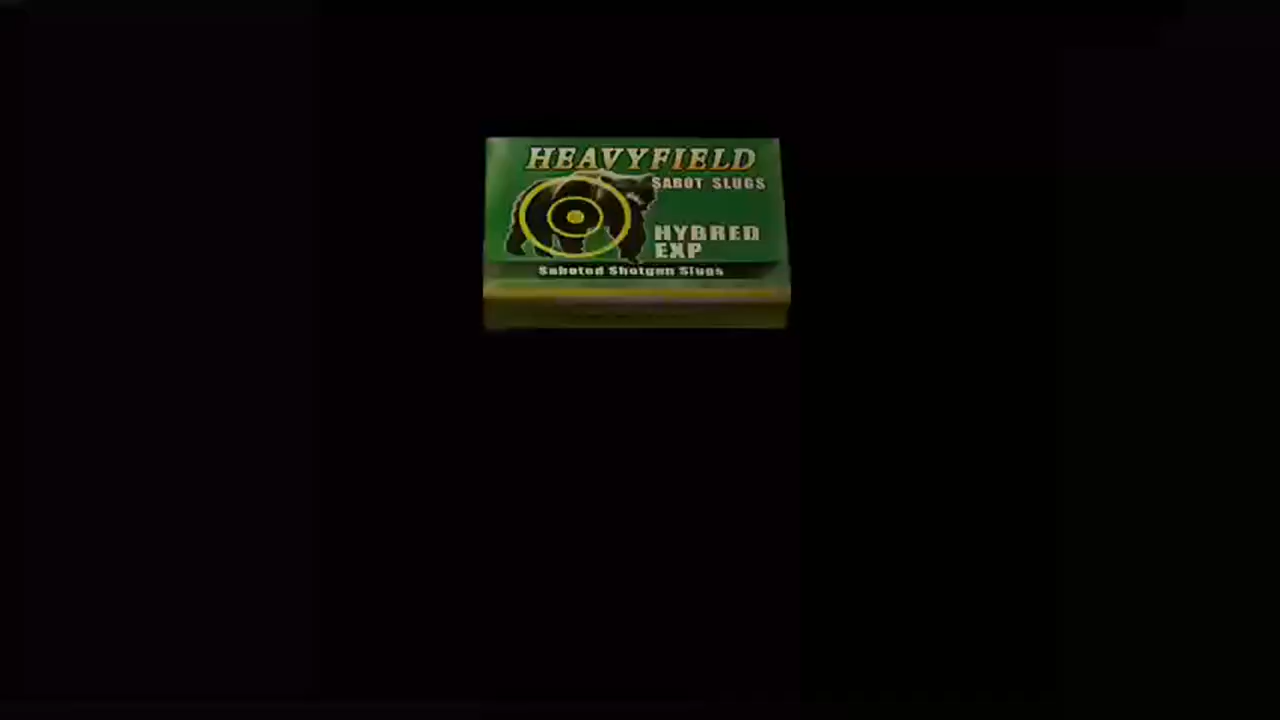 HEAVYFIELD
SABOT SLUGS
HYBRED
EXP
Saboted Shotgun Slugs